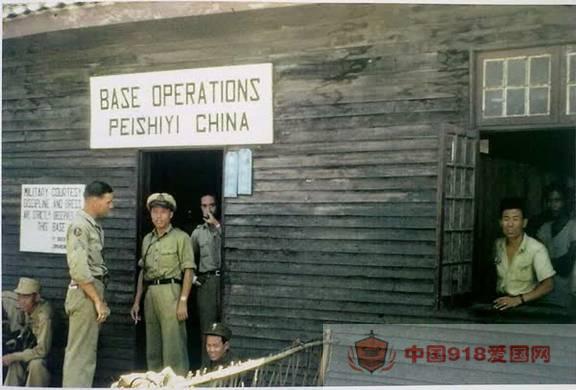 BASE OPERATIONS
PEISHIYI CHINA
MILITARY COURTESY
DISCIPLINE AND DRESS
ARE STRICTLY OBSERVED
THIS BASE
中国918爱国网